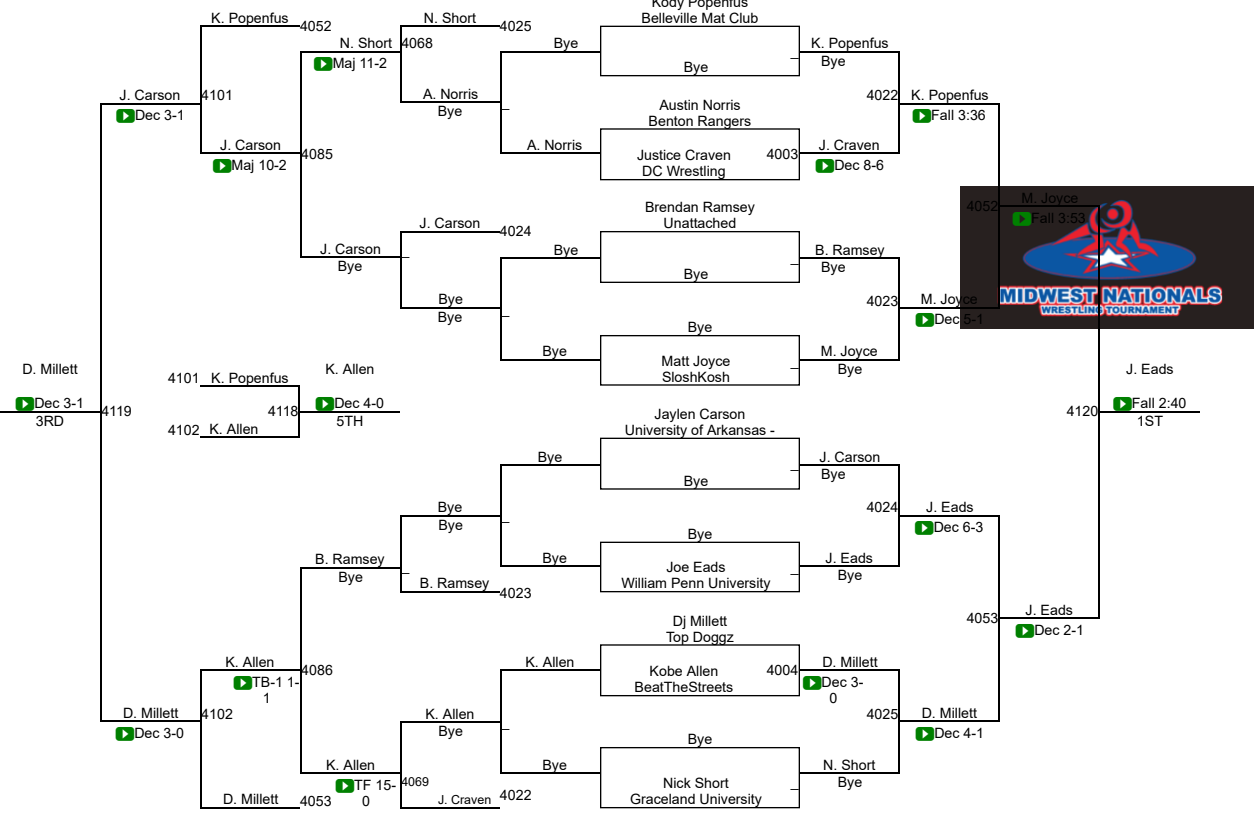 Kody Popenfus
K. Popenfus 4052 N. Short 4025 Belleville Mat Club
N. Short 4068 Bye K. Popenfus
Maj 11-2 Bye Bye
J. Carson 4101 A. Norris 4022 K. Popenfus
Dec 3-1 Bye Austin Norris Fall 3:36
Benton Rangers
J. Carson 4085 A. Norris Justice Craven 4003 J. Craven
Maj 10-2 DC Wrestling Dec 8-6
4052 M. Joyce
Brendan Ramsey Fall 3:53
J. Carson 4024 Unattached
J. Carson Bye B. Ramsey
Bye Bye Bye
Bye 4023 M. Joyce MIDWEST NATIONALS
Bye Dec 5-1 WRESTLING TOURNAMENT
Bye
Bye Matt Joyce M. Joyce
D. Millett K. Allen SloshKosh Bye J. Eads
4101 K. Popenfus
Dec 3-1 4119 4118 Dec 4-0 4120 Fall 2:40
3RD 5TH 1ST
4102 K. Allen Jaylen Carson
University of Arkansas -
Bye J. Carson
Bye Bye
Bye 4024 J. Eads
Bye Dec 6-3
Bye
B. Ramsey Bye Joe Eads J. Eads
Bye William Penn University Bye
B. Ramsey 4023
4053 J. Eads
Dj Millett Dec 2-1
Top Doggz
K. Allen 4086 K. Allen Kobe Allen 4004 D. Millett
TB-1 1- BeatTheStreets Dec 3-
1 0
D. Millett 4102 K. Allen 4025 D. Millett
Dec 3-0 Bye Dec 4-1
Bye
K. Allen Bye N. Short
TF 15- 4069 Nick Short Bye
0
D. Millett 4053 J. Craven 4022 Graceland University